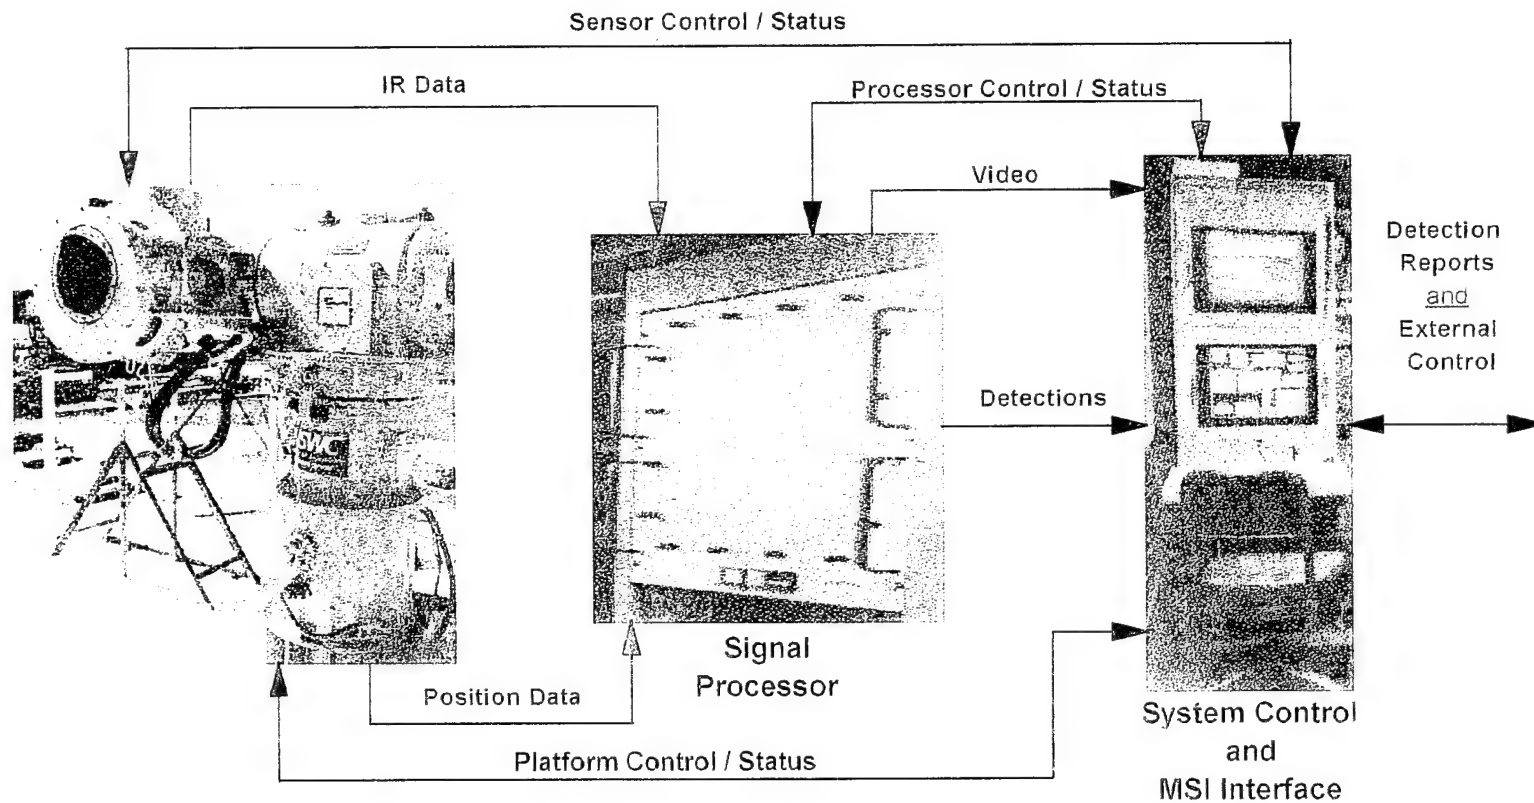 Sensor Control / Status
IR Data
Processor Control / Status
Video
Detection
Reports
and
External
Control
Detections
SWC
Signal
Processor
Position Data
System Control
and
MSI Interface
Platform Control / Status